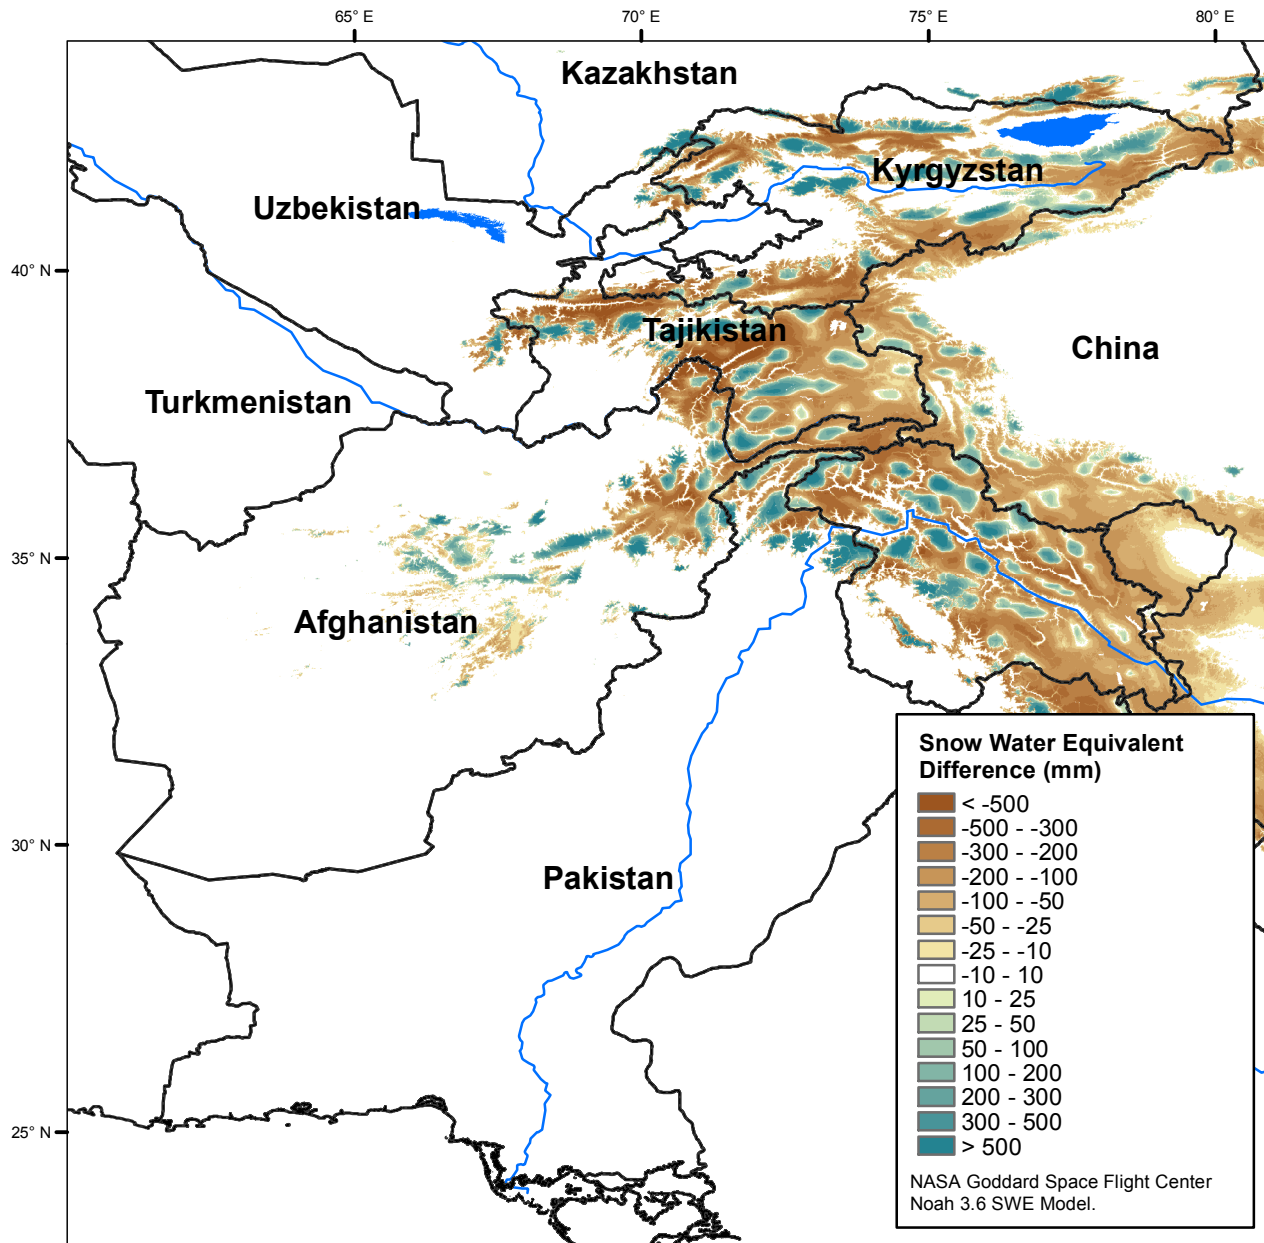 65° E
70° E
75° E
80° E
Kazakhstan
Kyrgyzstan
Uzbekistan
40° N
Tajikistan
China
Turkmenistan
35° N
Afghanistan
30° N
Pakistan
25° N
Snow Water Equivalent
Difference (mm)
< -500
-500 - -300
-300 - -200
-200 - -100
-100 - -50
-50 - -25
-25 - -10
-10 - 10
10 - 25
25 - 50
50 - 100
100 - 200
200 - 300
300 - 500
> 500
NASA Goddard Space Flight Center
Noah 3.6 SWE Model.